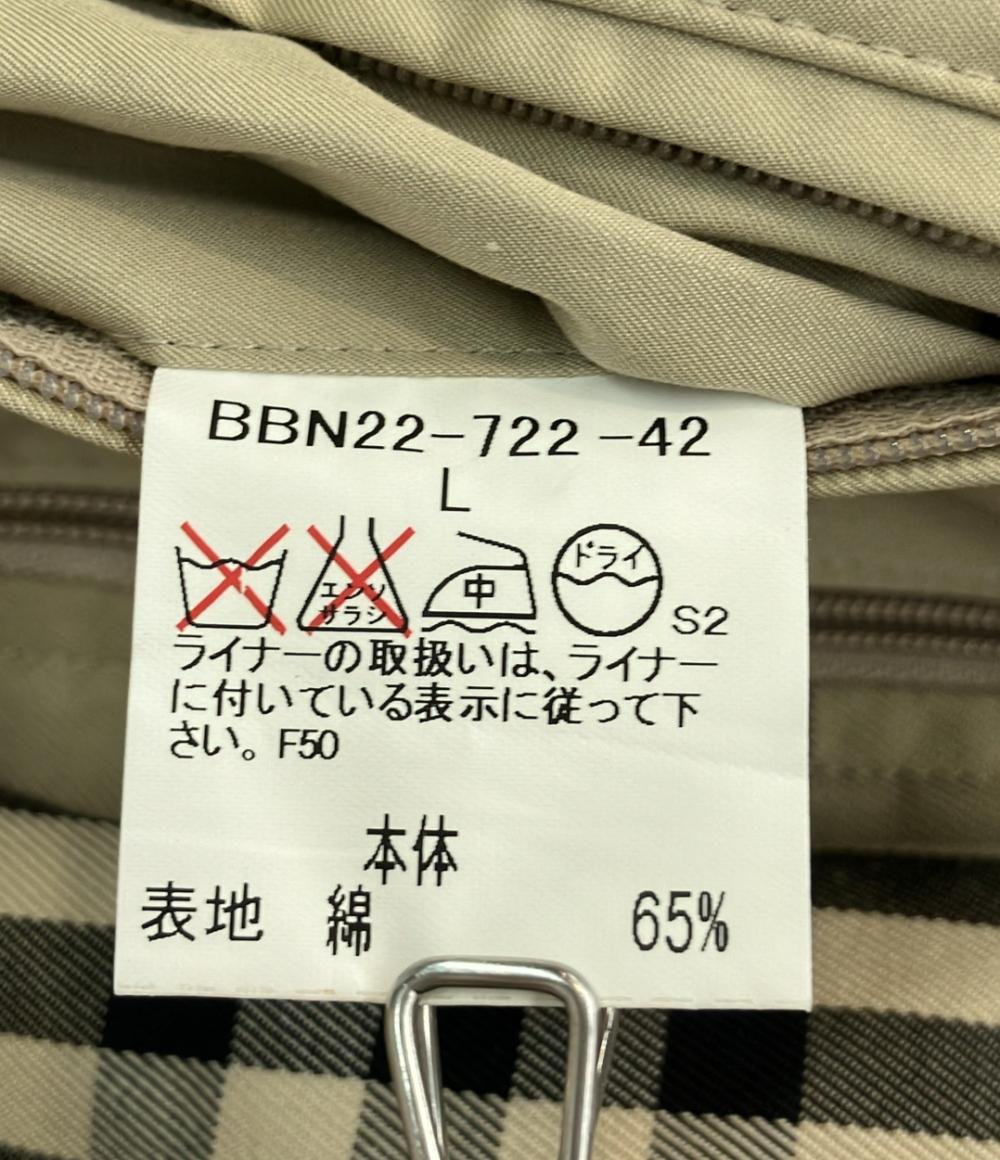 BBN22-722-42
L
エンソ
サラシ
中
ドライ
S2
ライナーの取扱いは、ライナー
に付いている表示に従って下
さい。F50
本体
表地 綿 65%